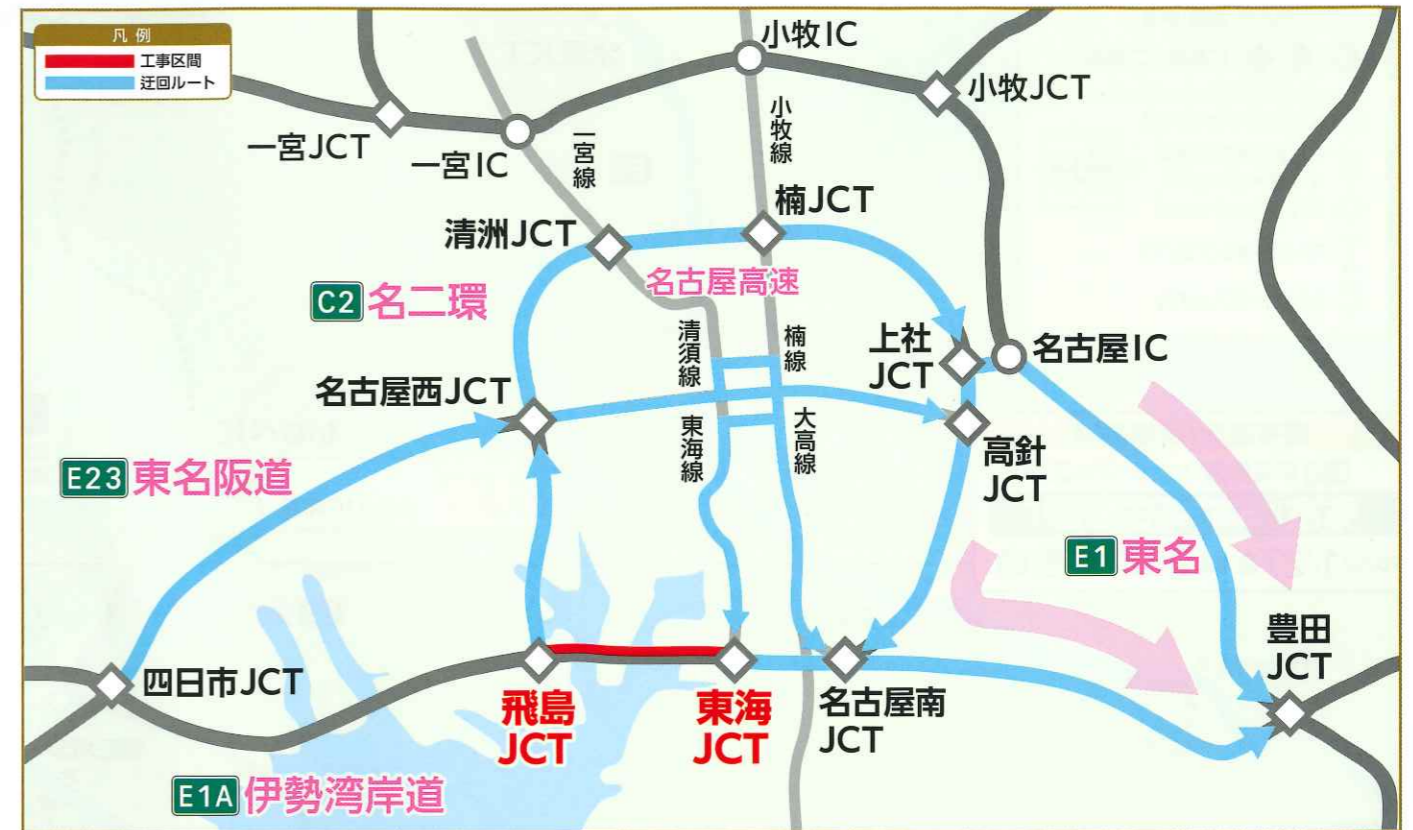 凡例
工事区間
迂回ルート
小牧IC
小牧JCT
一宮JCT
一宮IC
一宮線
小牧線
楠JCT
清洲JCT
名古屋高速
C2 名二環
清須線
楠線
上社
JCT
名古屋IC
名古屋西JCT
東海線
大高線
高針
JCT
E23 東名阪道
E1 東名
豊田
JCT
四日市JCT
飛島
JCT
東海
JCT
名古屋南
JCT
E1A 伊勢湾岸道